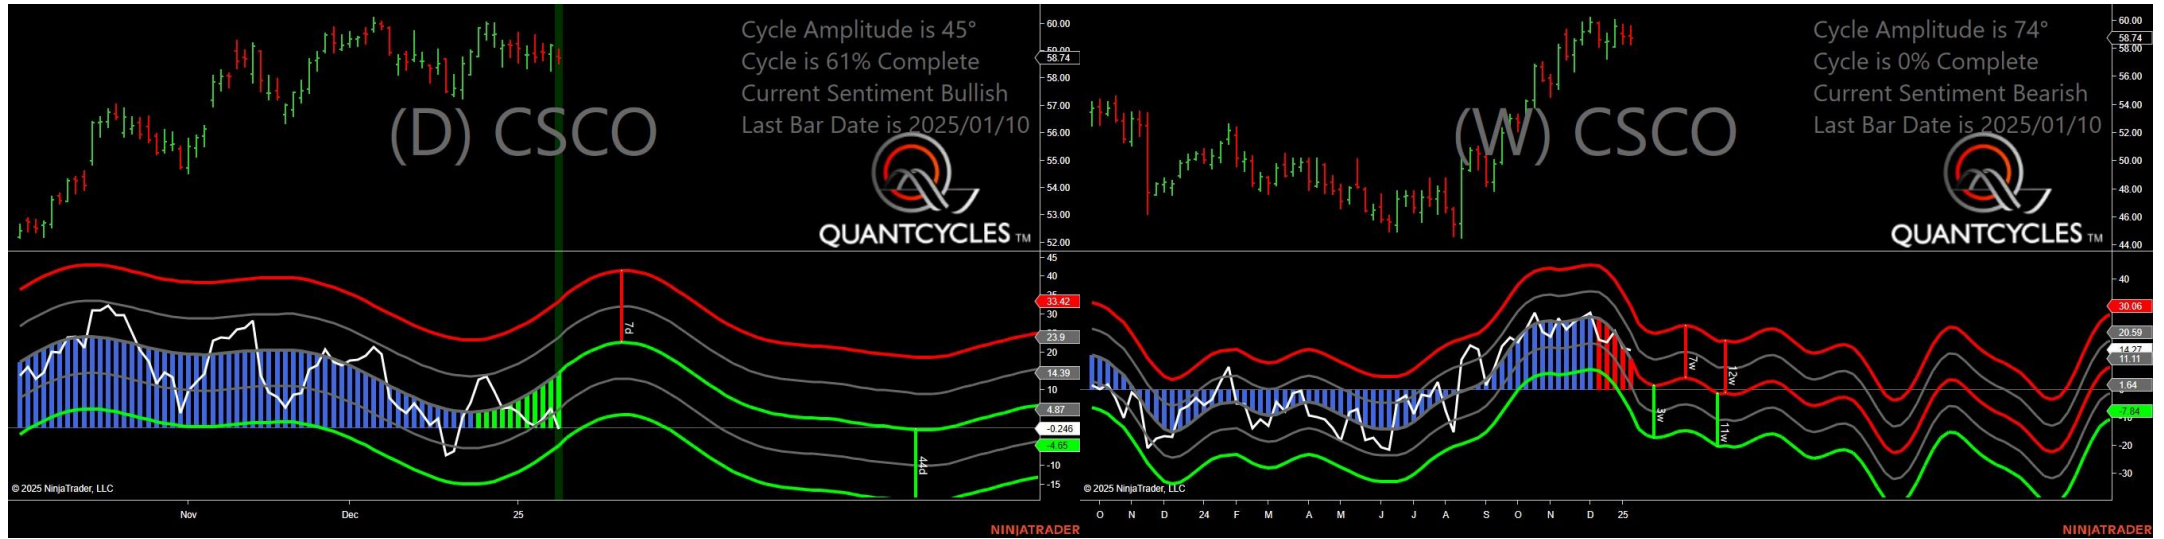 Cycle Amplitude is 45°
Cycle is 61% Complete
Current Sentiment Bullish
Last Bar Date is 2025/01/10
(D) CSCO
QUANTCYCLES TM
60.00
59.00
58.74
58.00
57.00
56.00
55.00
54.00
53.00
52.00
45
40
33.42
30
23.9
20
14.39
10
4.87
-0.246
-4.65
-10
-15
7d
44d
© 2025 NinjaTrader, LLC
Nov
Dec
25
NINJATRADER
Cycle Amplitude is 74°
Cycle is 0% Complete
Current Sentiment Bearish
Last Bar Date is 2025/01/10
(W) CSCO
QUANTCYCLES TM
60.00
58.74
58.00
56.00
54.00
52.00
50.00
48.00
46.00
44.00
40
30.06
20.59
14.27
11.11
1.64
-7.84
-20
-30
3w
7w
11w
12w
© 2025 NinjaTrader, LLC
O N D 24 F M A M J J A S O N D 25
NINJATRADER